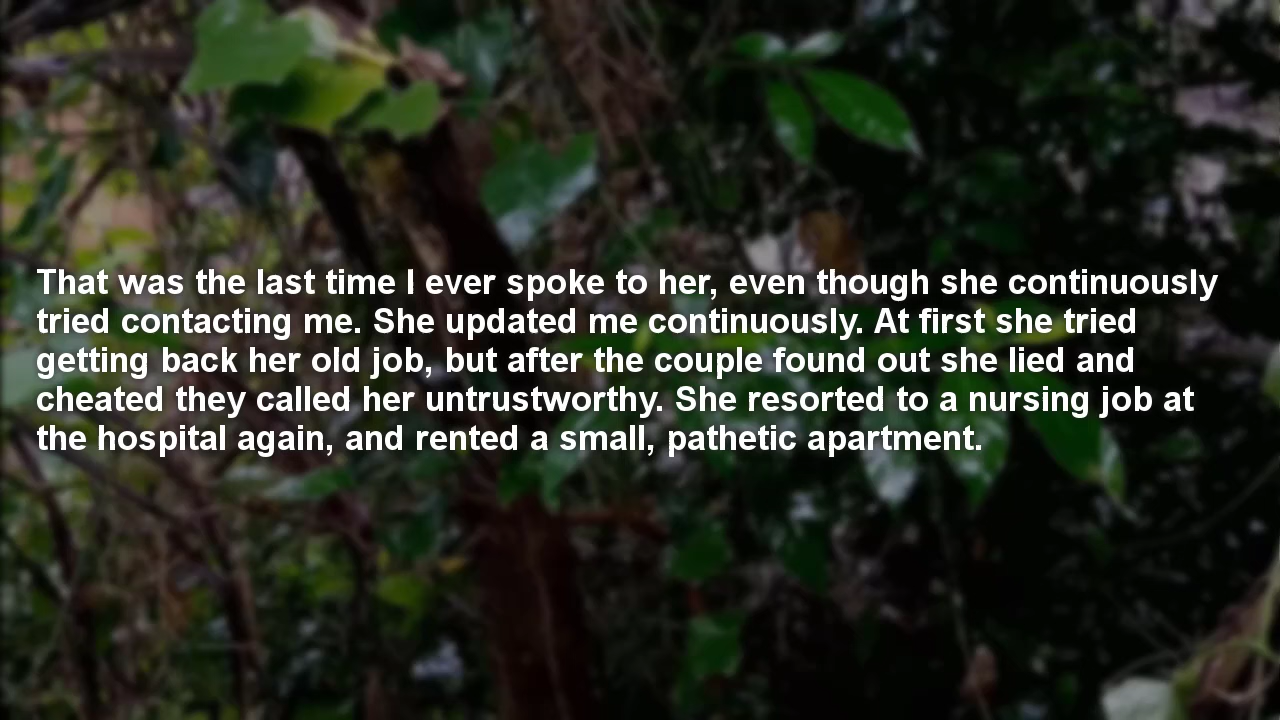 That was the last time I ever spoke to her, even though she continuously
tried contacting me. She updated me continuously. At first she tried
getting back her old job, but after the couple found out she lied and
cheated they called her untrustworthy. She resorted to a nursing job at
the hospital again, and rented a small, pathetic apartment.